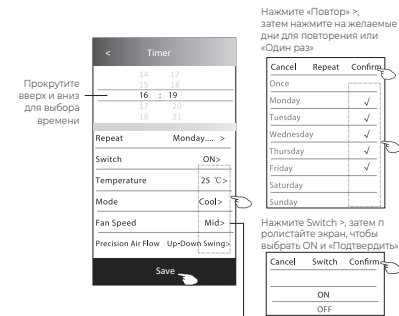 Прокрутите
вверх и вниз
для выбора
времени
< Timer
14 17
15 18
16 : 19
17 20
18 21
Repeat Monday.... >
Switch ON>
Temperature 25 ℃>
Mode Cool>
Fan Speed Mid>
Precision Air Flow Up-Down Swing>
Save
Нажмите «Повтор» >,
затем нажмите на желаемые
дни для повторения или
«Один раз»
Cancel Repeat Confirm
Once
Monday √
Tuesday √
Wednesday √
Thursday √
Friday √
Saturday
Sunday
Нажмите Switch >, затем п
ролистайте экран, чтобы
выбрать ON и «Подтвердить»
Cancel Switch Confirm
ON
OFF